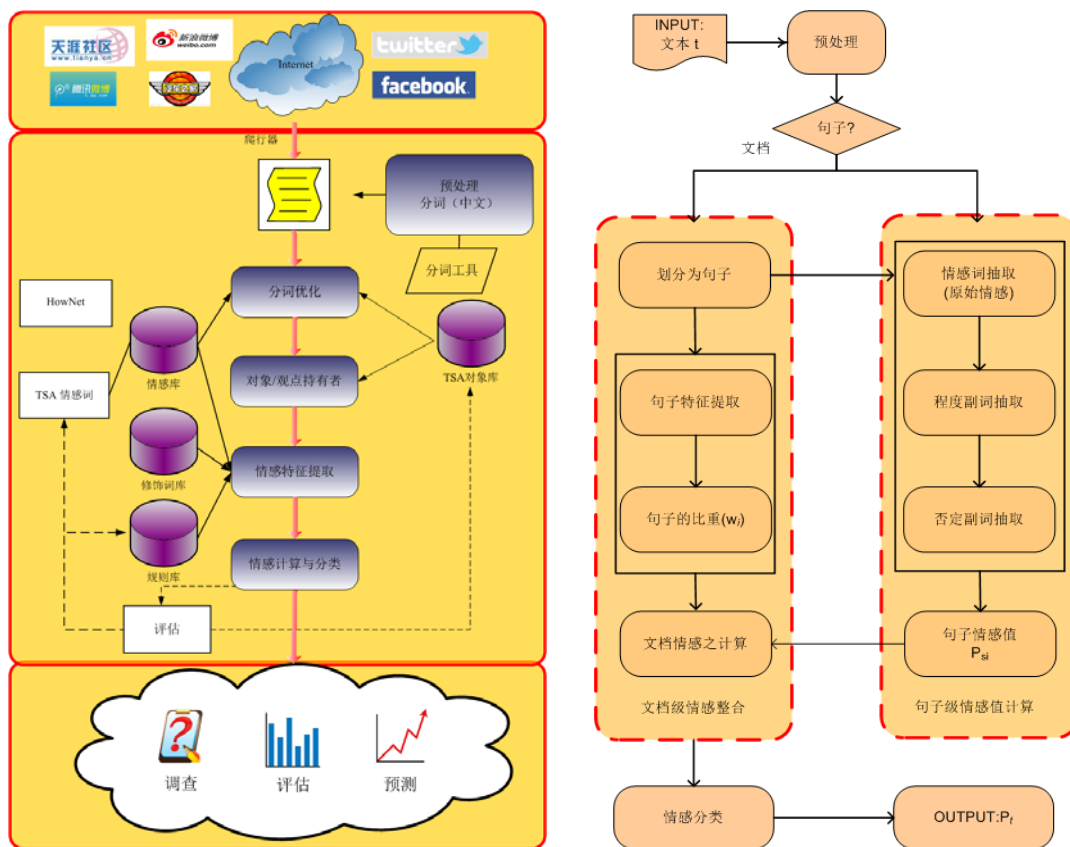 天涯社区
www.tianya.cn
新浪微博
weibo.com
腾讯微博
Internet
twitter
facebook
爬行器
预处理
分词（中文）
分词工具
HowNet
分词优化
情感库
TSA对象库
TSA 情感词
对象/观点持有者
修饰词库
情感特征提取
规则库
情感计算与分类
评估
调查
评估
预测
INPUT:
文本 t
预处理
句子?
文档
划分为句子
句子特征提取
句子的比重(wi)
文档情感之计算
文档级情感整合
情感词抽取
(原始情感)
程度副词抽取
否定副词抽取
句子情感值
Psi
句子级情感值计算
情感分类
OUTPUT:Pt